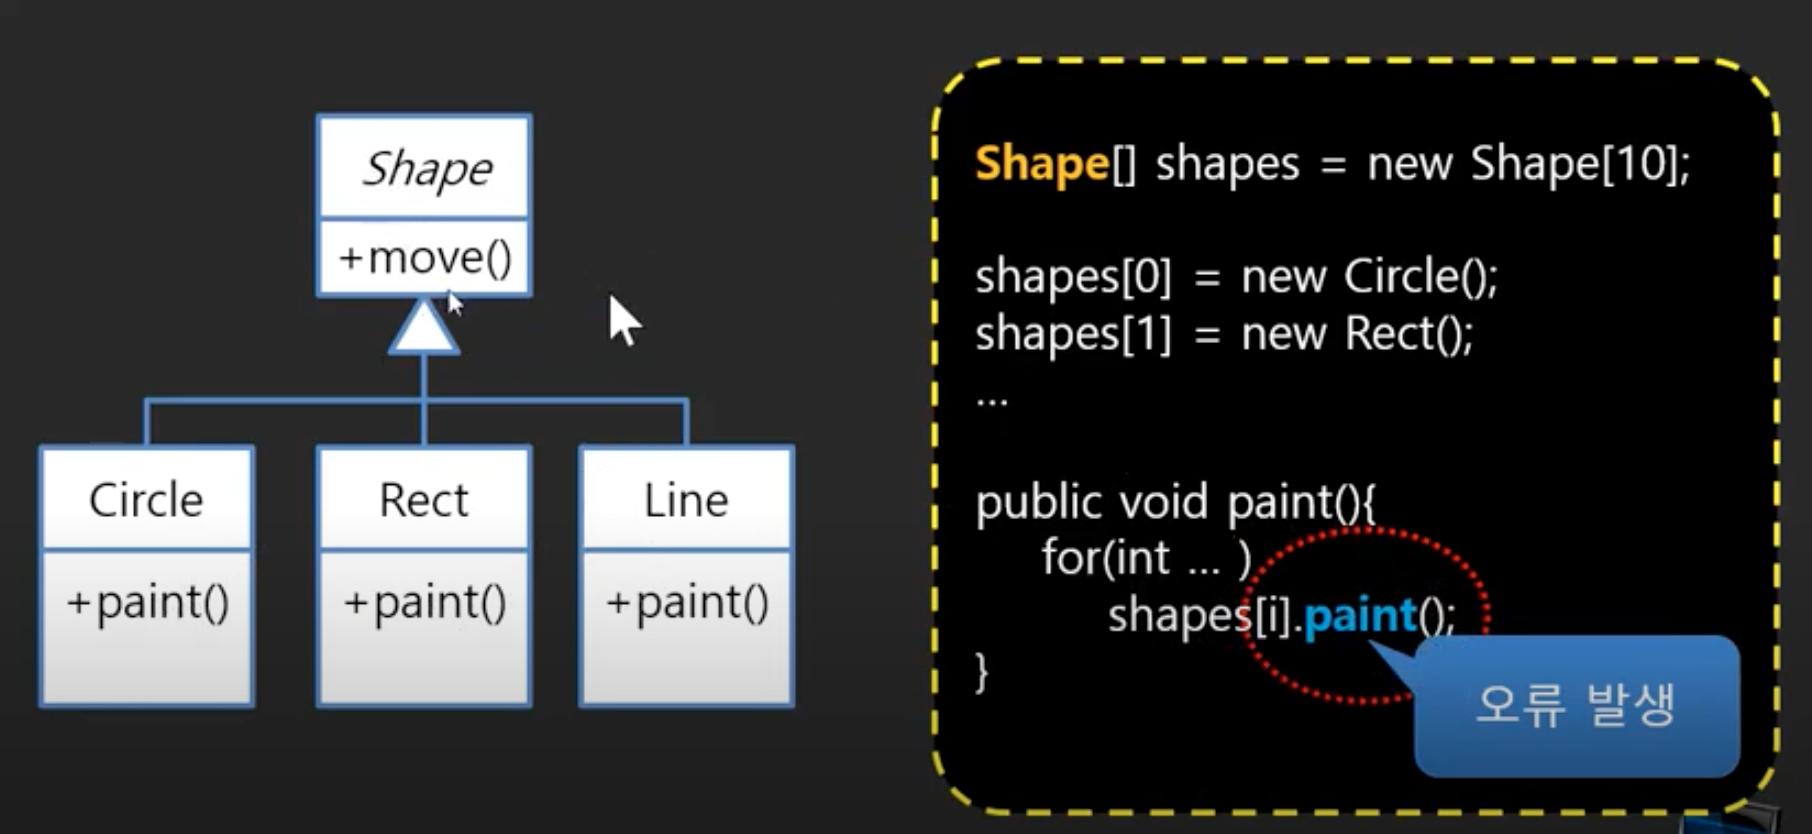 Shape
+move()
Circle
+paint()
Rect
+paint()
Line
+paint()
Shape[] shapes = new Shape[10];
shapes[0] = new Circle();
shapes[1] = new Rect();
...
public void paint(){
for(int ... )
shapes[i].paint();
}
오류 발생